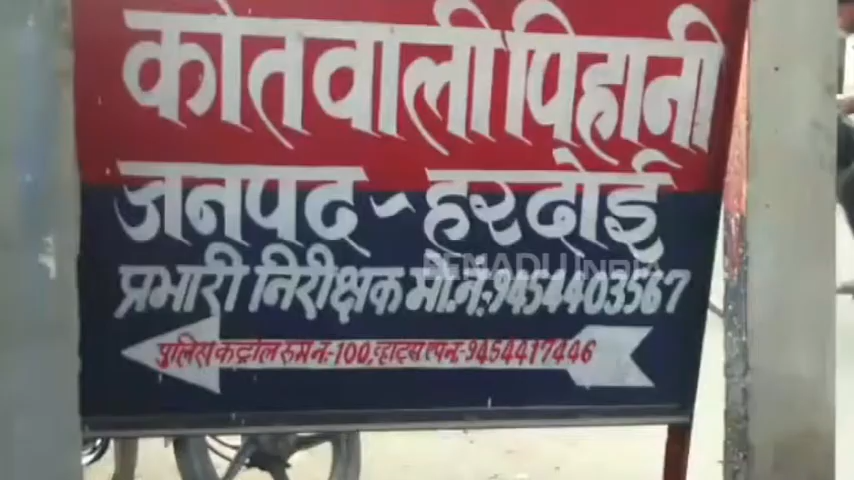 कोतवाली पिहानी
जनपद - हरदोई
प्रभारी निरीक्षक मो.नं.-9454403567
पुलिस कंट्रोल रुम नं:-100, व्हाट्स एप नं:-9454417446